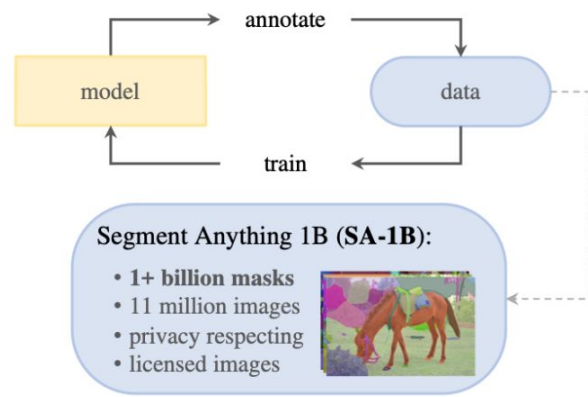 annotate
model
data
train
Segment Anything 1B (SA-1B):
• 1+ billion masks
• 11 million images
• privacy respecting
• licensed images